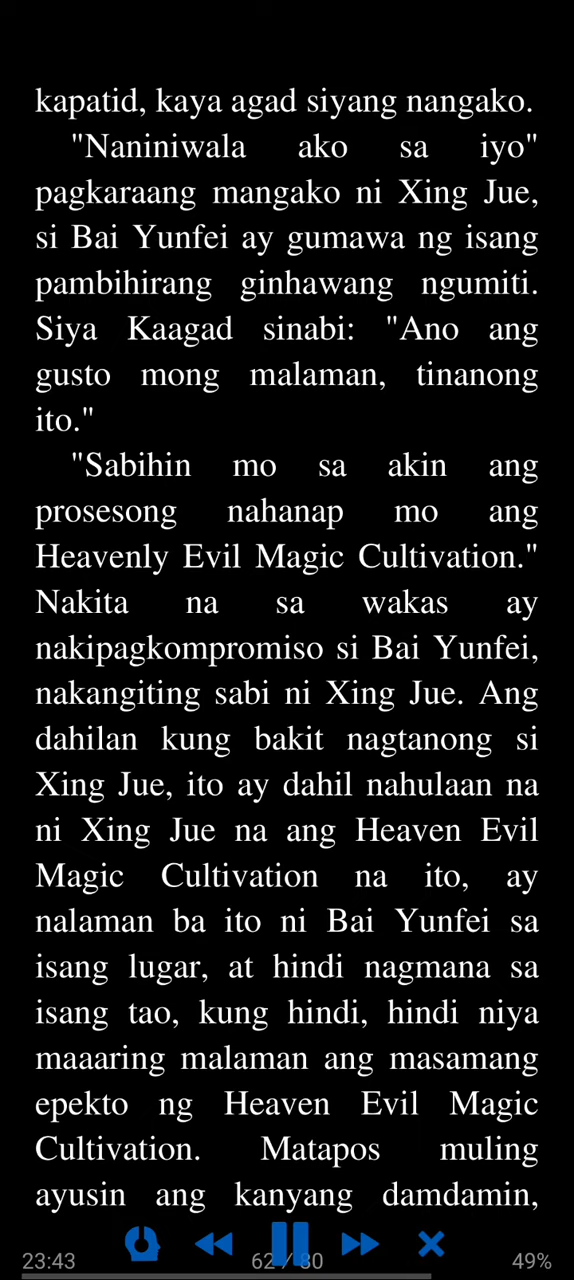 kapatid, kaya agad siyang nangako.
"Naniniwala ako sa iyo"
pagkaraang mangako ni Xing Jue,
si Bai Yunfei ay gumawa ng isang
pambihirang ginhawang ngumiti.
Siya Kaagad sinabi: "Ano ang
gusto mong malaman, tinanong
ito."
"Sabihin mo sa akin ang
prosesong nahanap mo ang
Heavenly Evil Magic Cultivation."
Nakita na sa wakas ay
nakipagkompromiso si Bai Yunfei,
nakangiting sabi ni Xing Jue. Ang
dahilan kung bakit nagtanong si
Xing Jue, ito ay dahil nahulaan na
ni Xing Jue na ang Heaven Evil
Magic Cultivation na ito, ay
nalaman ba ito ni Bai Yunfei sa
isang lugar, at hindi nagmana sa
isang tao, kung hindi, hindi niya
maaaring malaman ang masamang
epekto ng Heaven Evil Magic
Cultivation. Matapos muling
ayusin ang kanyang damdamin,
23:43 62 / 80 49%